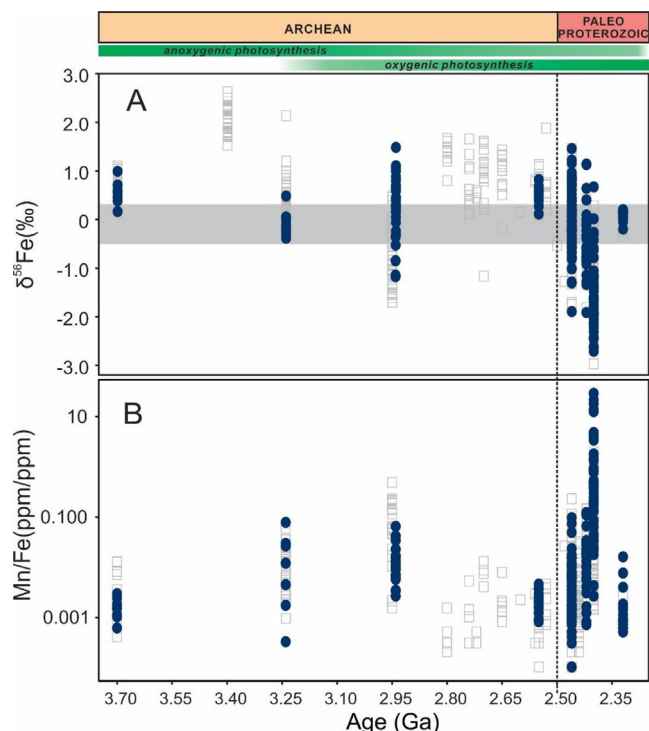 ARCHEAN
PALEO
PROTEROZOIC
anoxygenic photosynthesis
oxygenic photosynthesis
A
3.0
2.0
1.0
0
-1.0
-2.0
-3.0
δ⁵⁶Fe(‰)
B
10
0.100
0.001
Mn/Fe(ppm/ppm)
3.70 3.55 3.40 3.25 3.10 2.95 2.80 2.65 2.50 2.35
Age (Ga)